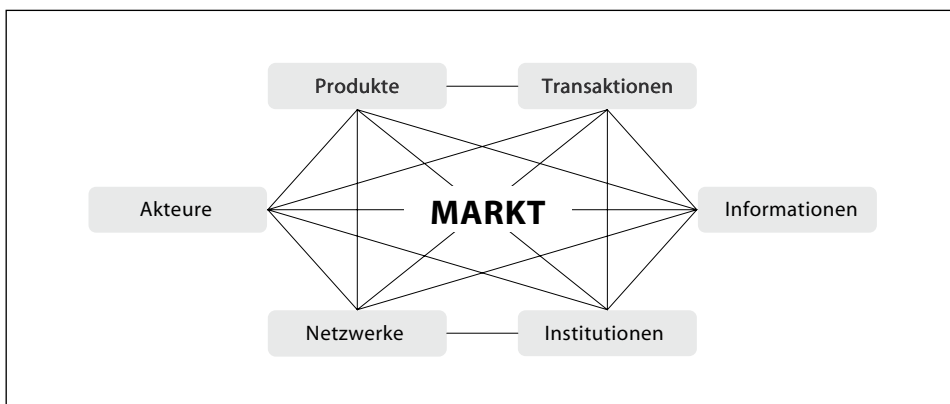 Produkte
Transaktionen
Akteure
MARKT
Informationen
Netzwerke
Institutionen